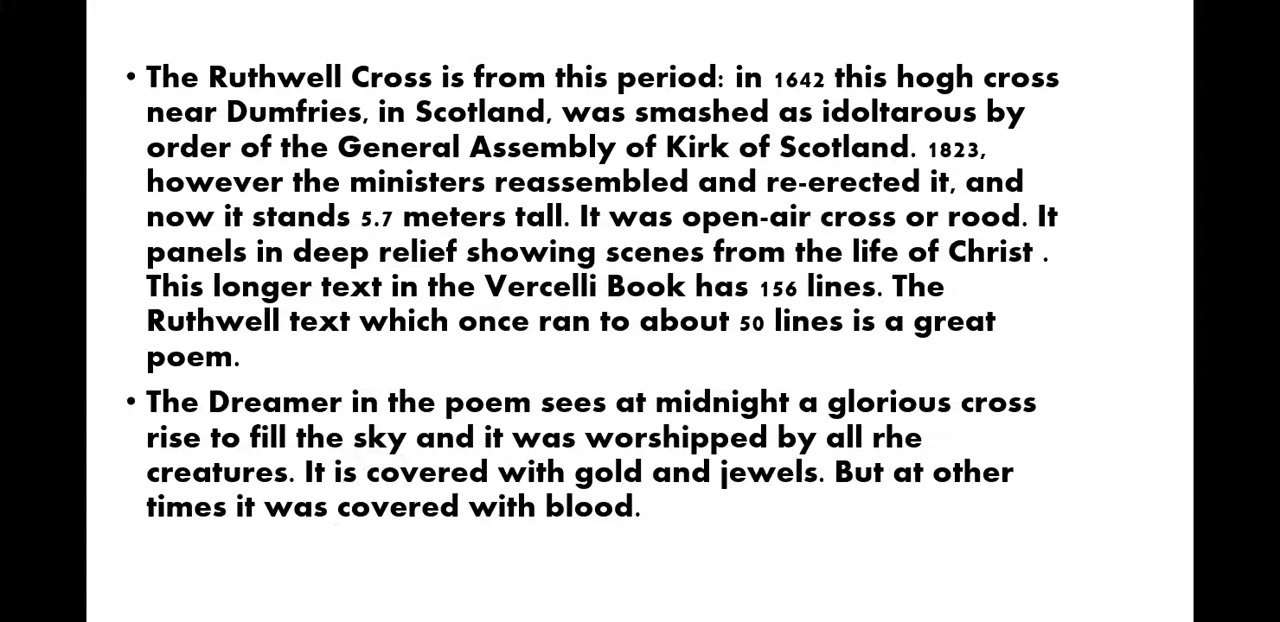 • The Ruthwell Cross is from this period: in 1642 this hogh cross
near Dumfries, in Scotland, was smashed as idoltarous by
order of the General Assembly of Kirk of Scotland. 1823,
however the ministers reassembled and re-erected it, and
now it stands 5.7 meters tall. It was open-air cross or rood. It
panels in deep relief showing scenes from the life of Christ .
This longer text in the Vercelli Book has 156 lines. The
Ruthwell text which once ran to about 50 lines is a great
poem.
• The Dreamer in the poem sees at midnight a glorious cross
rise to fill the sky and it was worshipped by all rhe
creatures. It is covered with gold and jewels. But at other
times it was covered with blood.